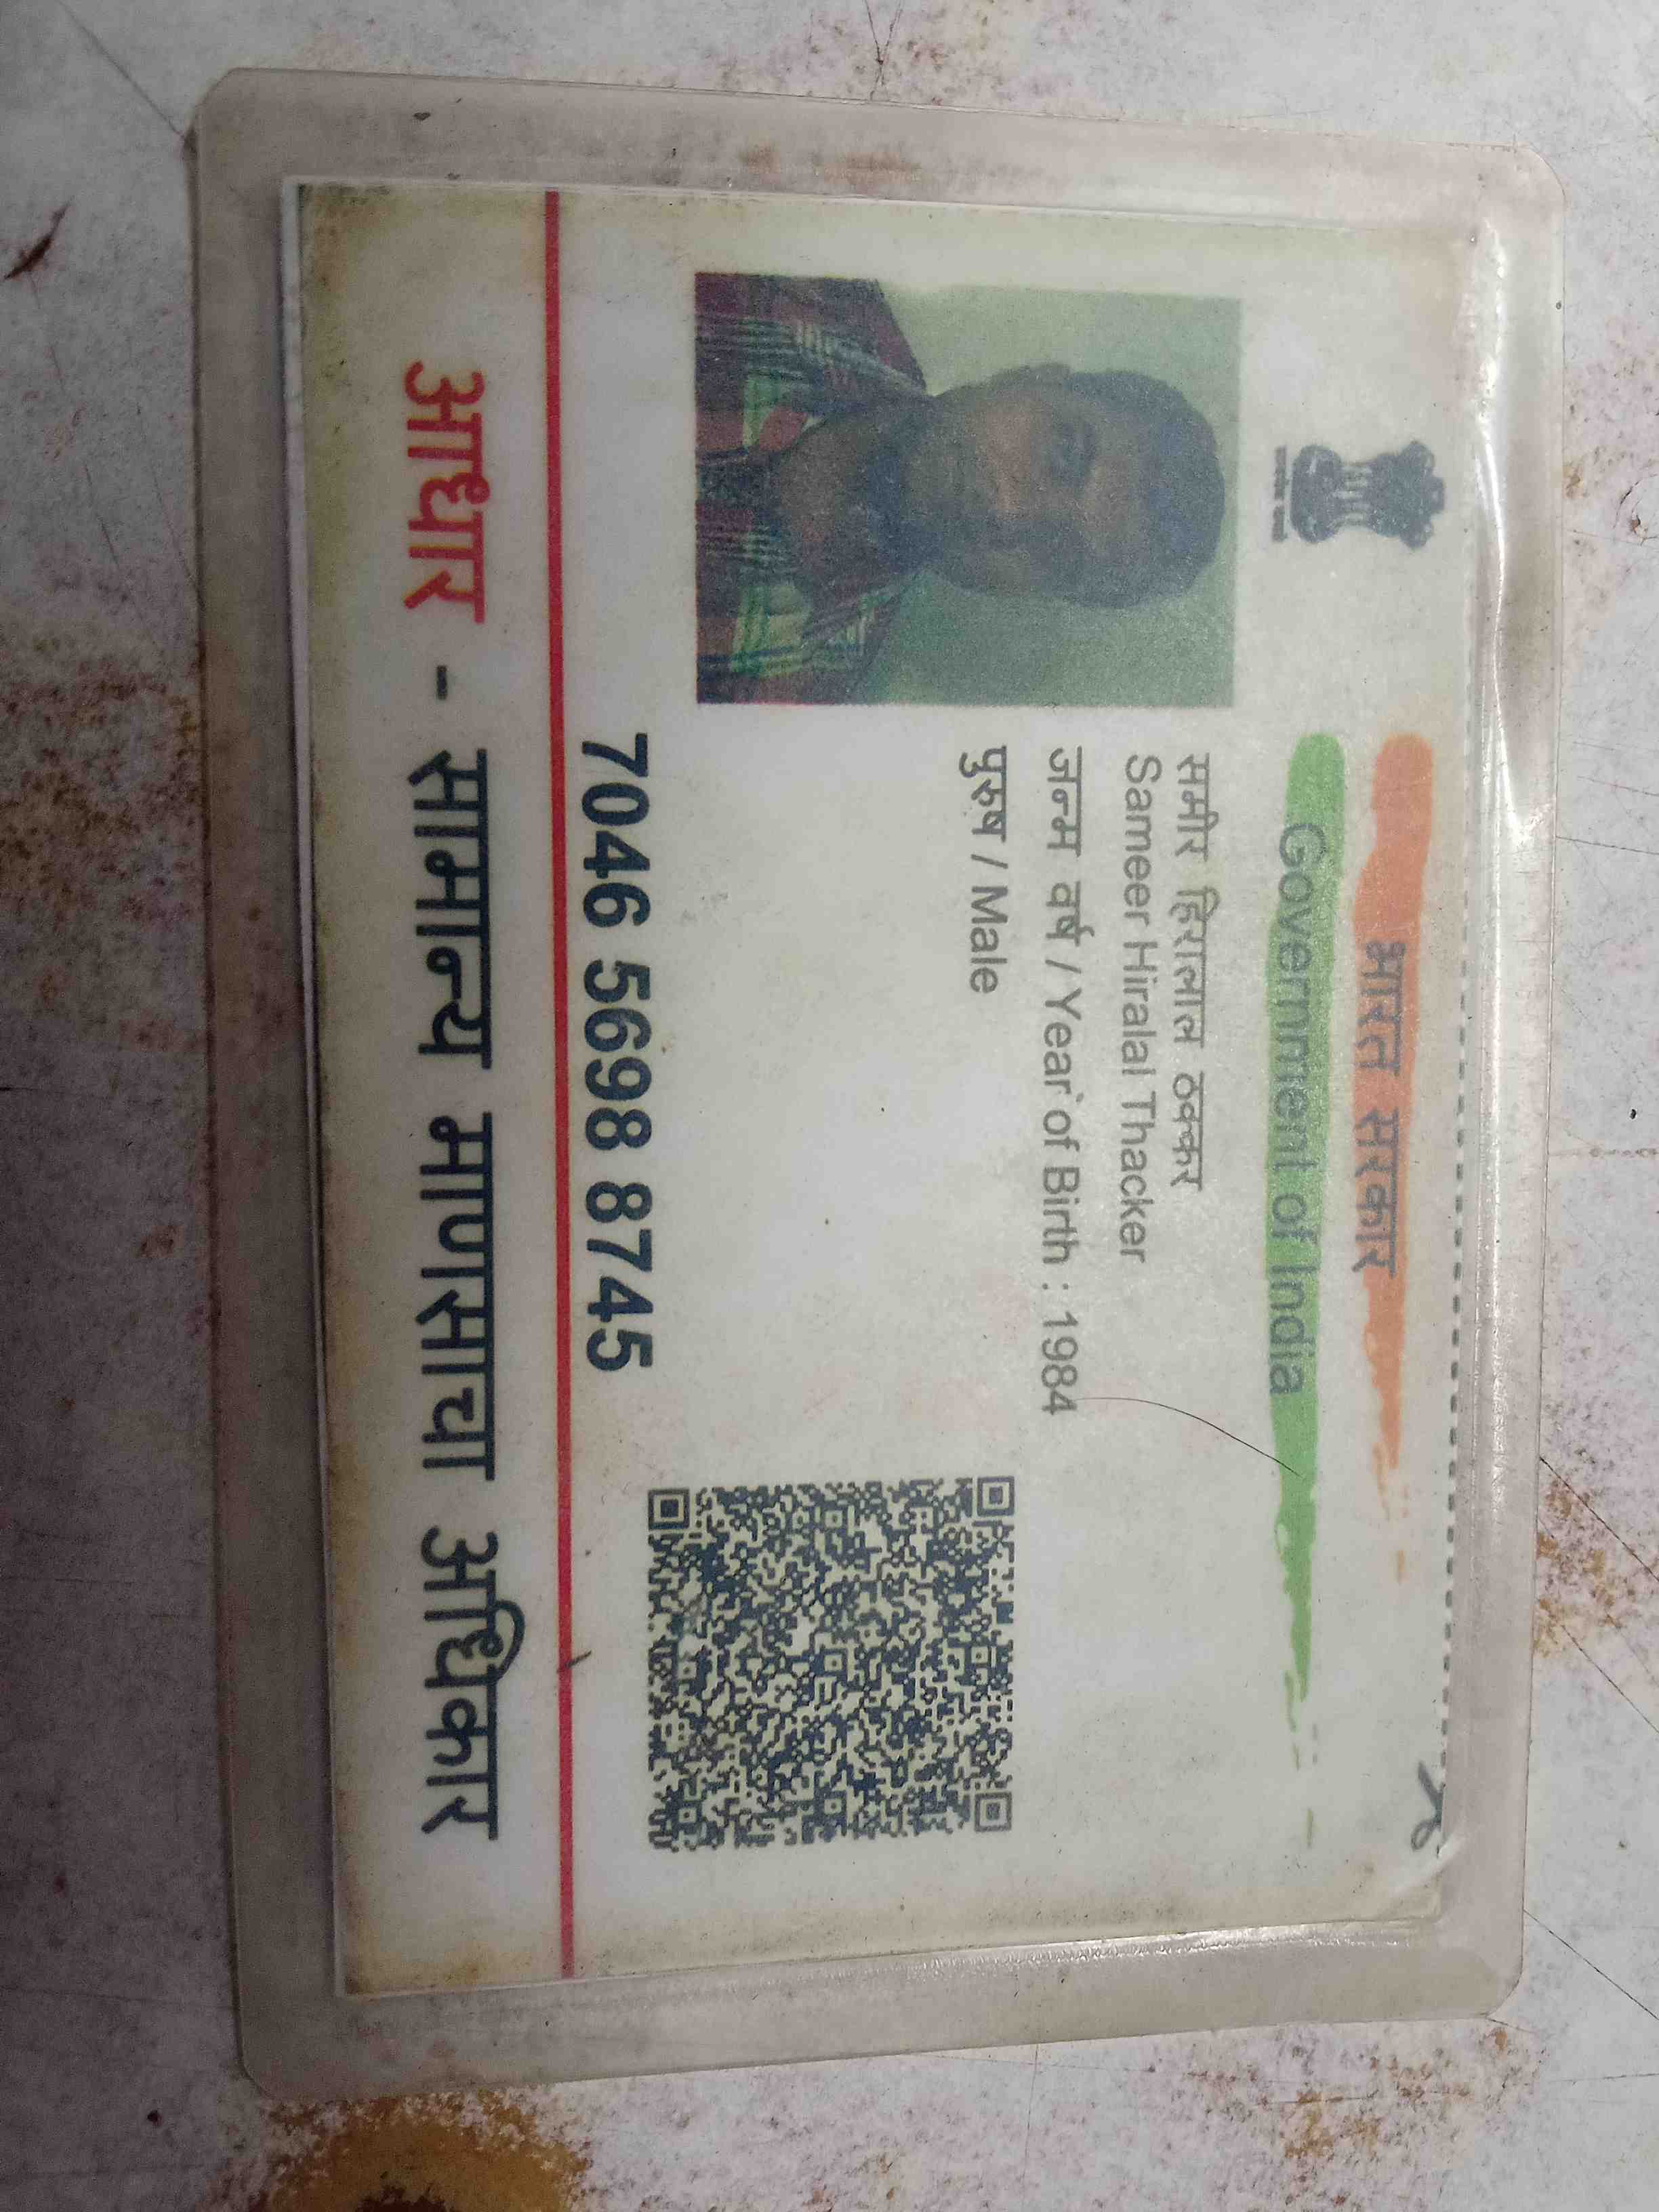 भारत सरकार
Government of India
समीर हिरालाल ठक्कर
Sameer Hiralal Thacker
जन्म वर्ष / Year of Birth : 1984
पुरुष / Male
7046 5698 8745
आधार - सामान्य माणसाचा अधिकार